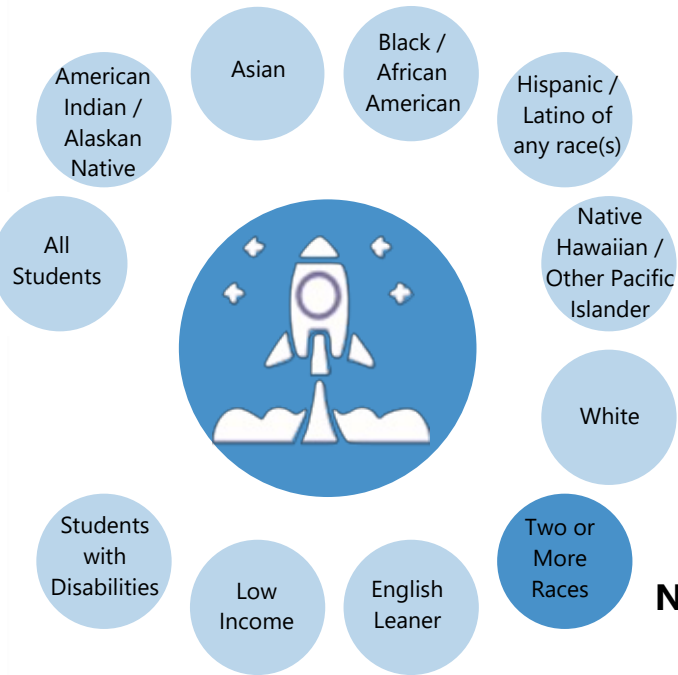 All
Students
American
Indian /
Alaskan
Native
Asian
Black /
African
American
Hispanic /
Latino of
any race(s)
Native
Hawaiian /
Other Pacific
Islander
White
Two or
More
Races
N
English
Leaner
Low
Income
Students
with
Disabilities